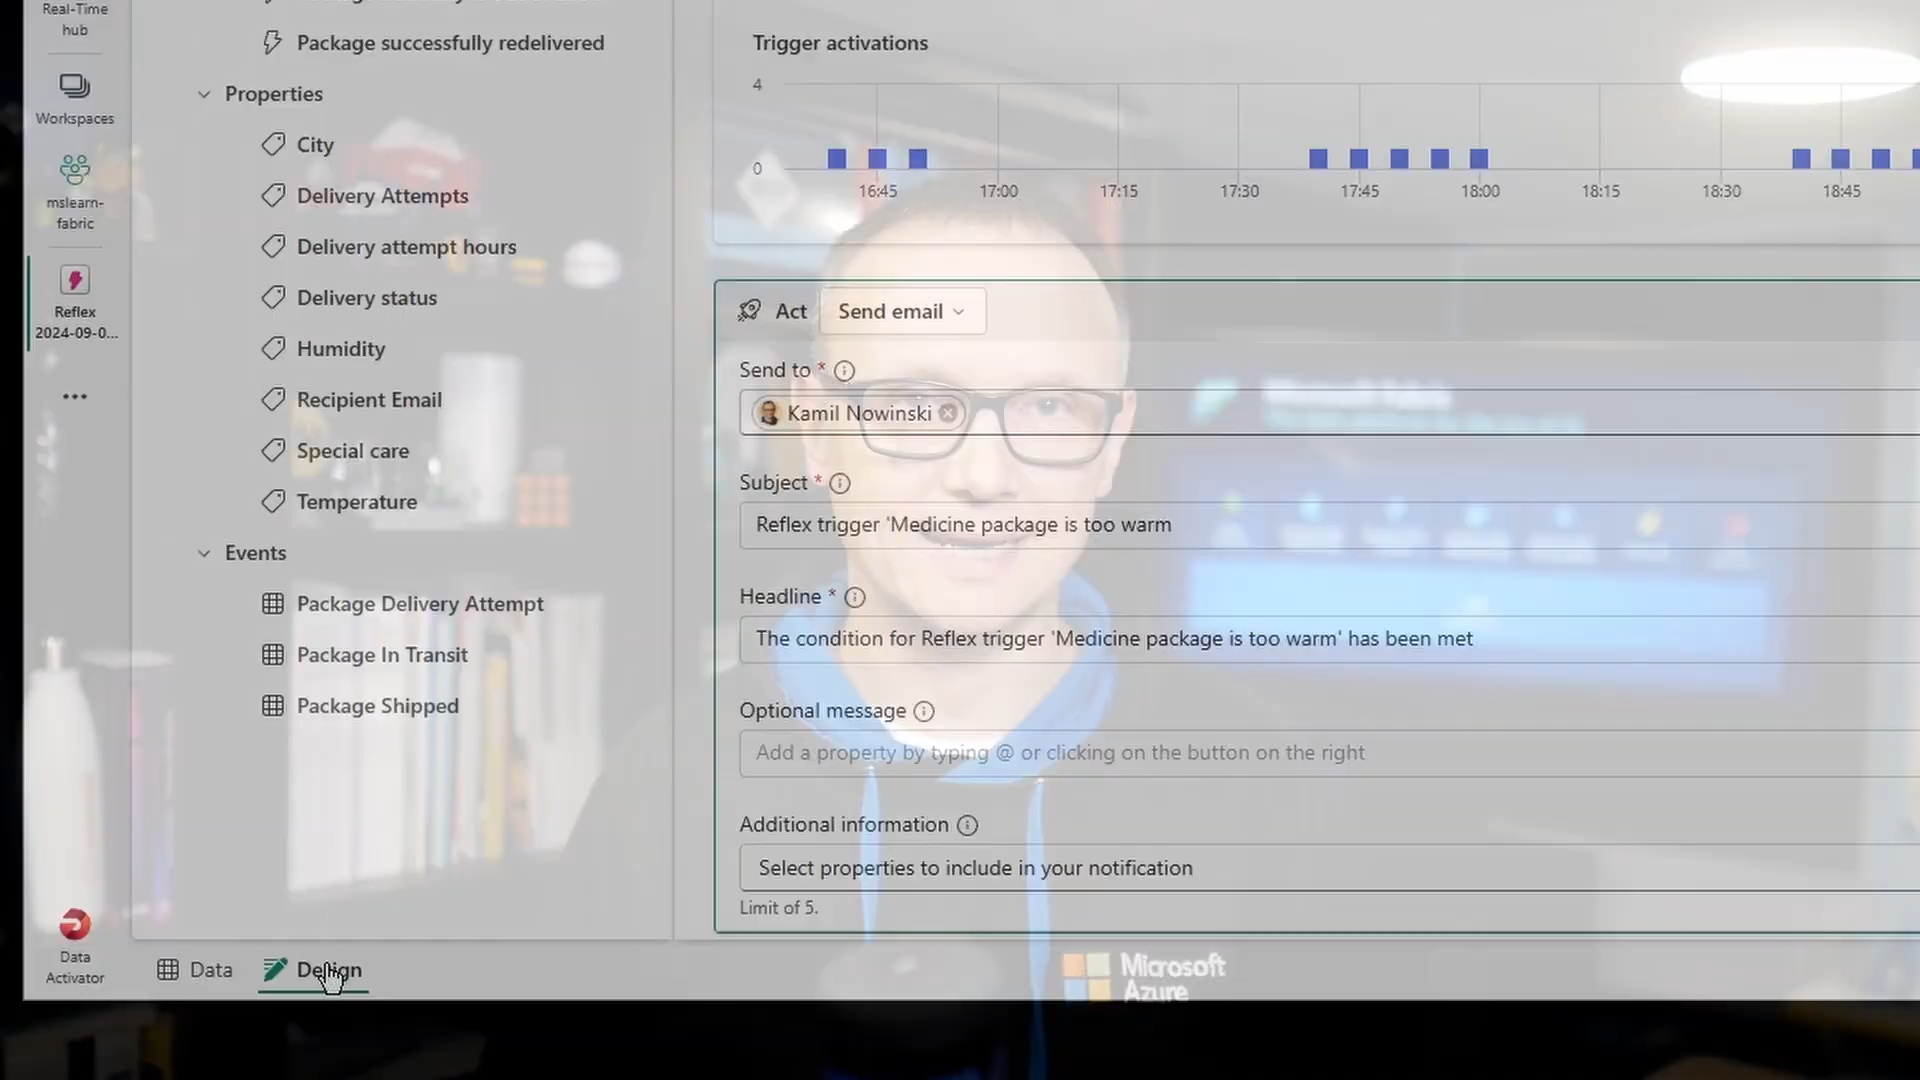 Real-Time
hub
Workspaces
mslearn-
fabric
Reflex
2024-09-0...
Data
Activator
Package successfully redelivered
Properties
City
Delivery Attempts
Delivery attempt hours
Delivery status
Humidity
Recipient Email
Special care
Temperature
Events
Package Delivery Attempt
Package In Transit
Package Shipped
Data
Design
Trigger activations
4
0
16:45 17:00 17:15 17:30 17:45 18:00 18:15 18:30 18:45
Act Send email
Send to *
Kamil Nowinski
Subject *
Reflex trigger 'Medicine package is too warm
Headline *
The condition for Reflex trigger 'Medicine package is too warm' has been met
Optional message
Add a property by typing @ or clicking on the button on the right
Additional information
Select properties to include in your notification
Limit of 5.
Microsoft
Azure